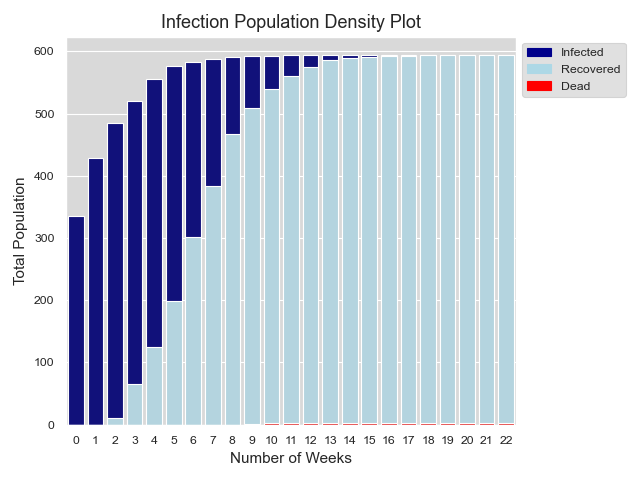 Infection Population Density Plot
Infected
Recovered
Dead
Total Population
600
500
400
300
200
100
0
0 1 2 3 4 5 6 7 8 9 10 11 12 13 14 15 16 17 18 19 20 21 22
Number of Weeks